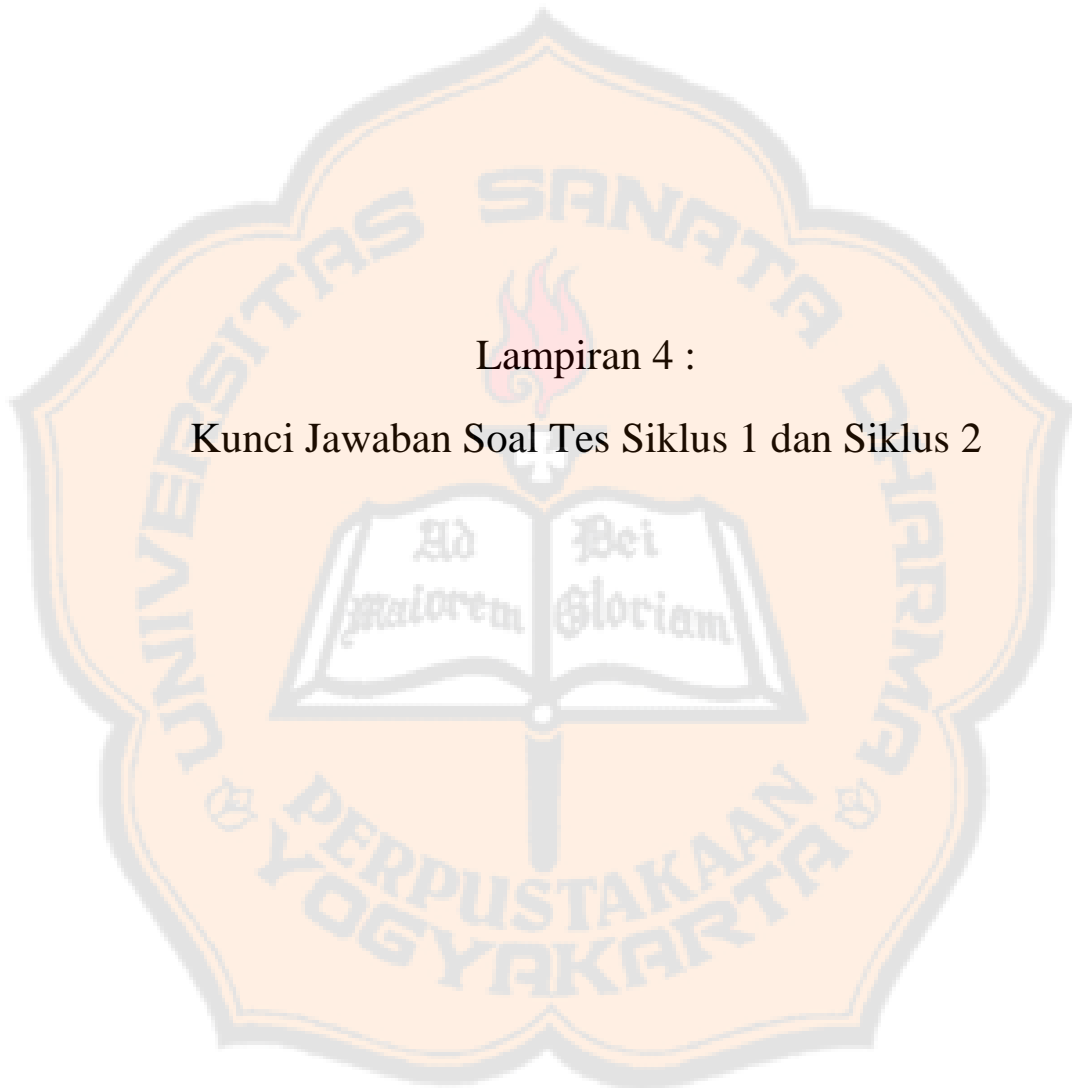 UNIVERSITAS SANATA DHARMA
Lampiran 4 :
Kunci Jawaban Soal Tes Siklus 1 dan Siklus 2
Ad Dei
maiorem Gloriam
PERPUSTAKAAN
YOGYAKARTA